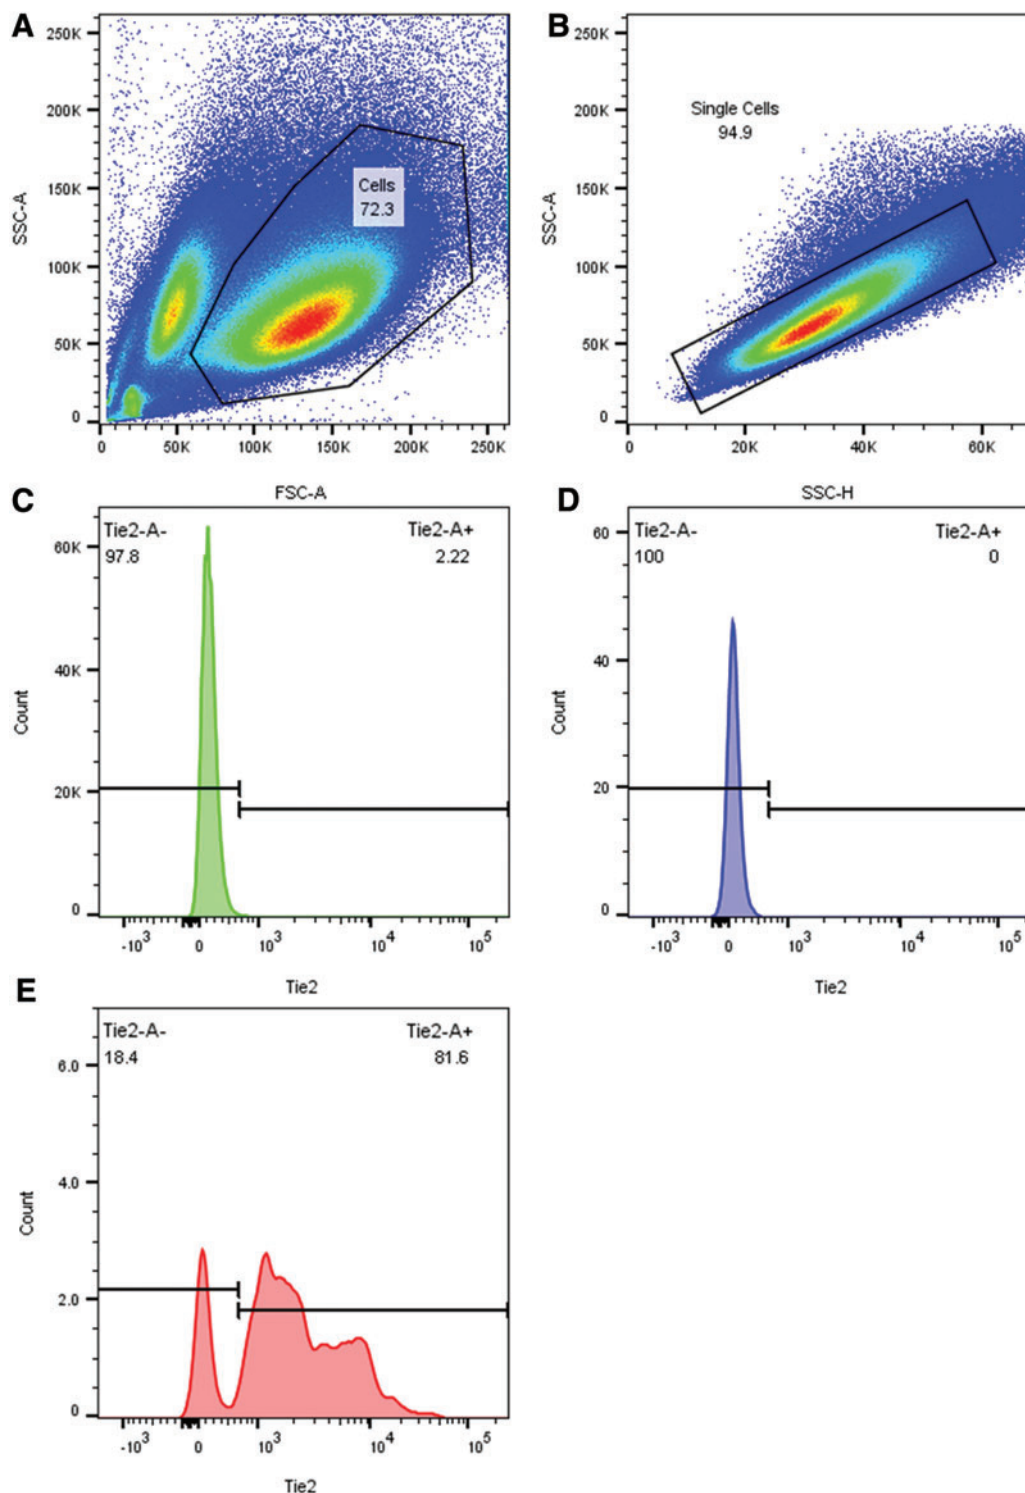 A
250K
200K
150K
100K
50K
0
SSC-A
Cells
72.3
0 50K 100K 150K 200K 250K
FSC-A
B
250K
200K
150K
100K
50K
0
SSC-A
Single Cells
94.9
0 20K 40K 60K
SSC-H
C
Tie2-A- Tie2-A+
97.8 2.22
60K
40K
20K
0
Count
-10³ 0 10³ 10⁴ 10⁵
Tie2
D
Tie2-A- Tie2-A+
100 0
60
40
20
0
Count
-10³ 0 10³ 10⁴ 10⁵
Tie2
E
Tie2-A- Tie2-A+
18.4 81.6
6.0
4.0
2.0
0
Count
-10³ 0 10³ 10⁴ 10⁵
Tie2